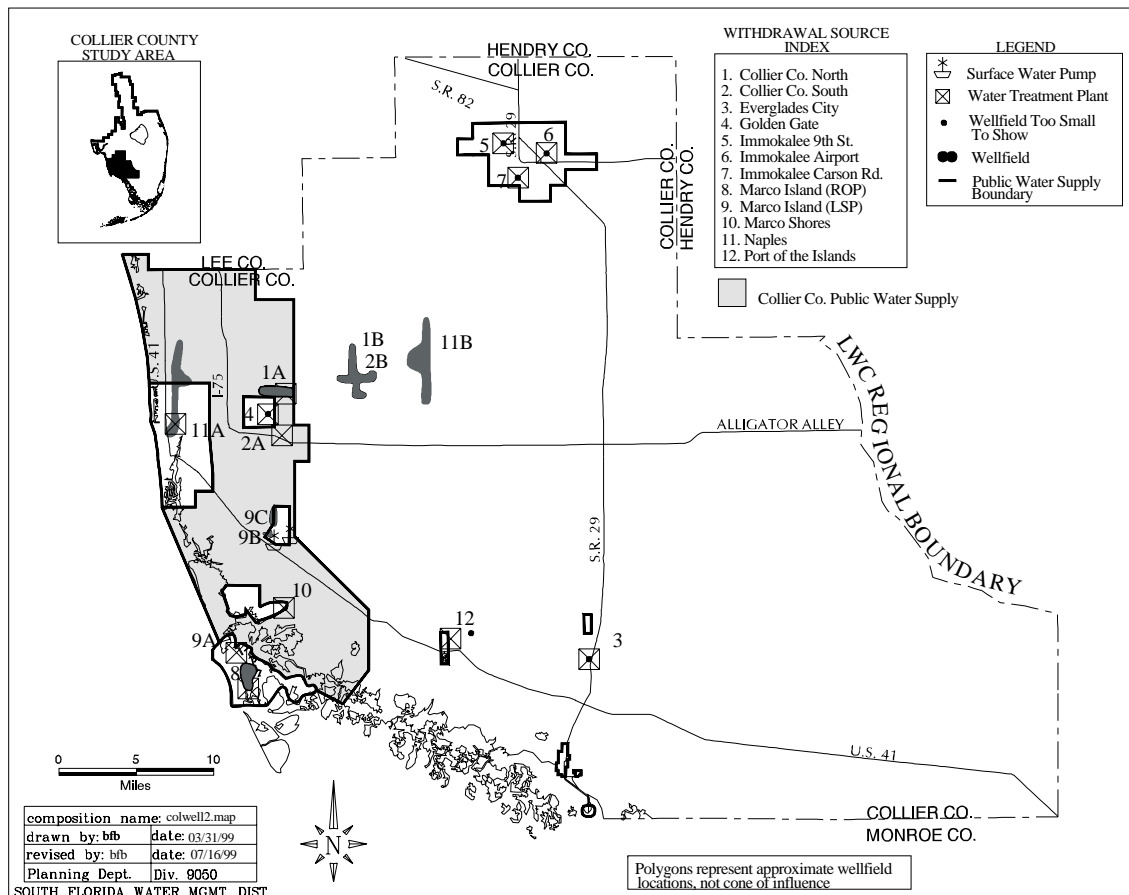 COLLIER COUNTY
STUDY AREA
HENDRY CO.
COLLIER CO.
S.R. 82
S.R. 29
5
6
7
COLLIER CO.
HENDRY CO.
WITHDRAWAL SOURCE
INDEX
1. Collier Co. North
2. Collier Co. South
3. Everglades City
4. Golden Gate
5. Immokalee 9th St.
6. Immokalee Airport
7. Immokalee Carson Rd.
8. Marco Island (ROP)
9. Marco Island (LSP)
10. Marco Shores
11. Naples
12. Port of the Islands
LEGEND
Surface Water Pump
Water Treatment Plant
Wellfield Too Small
To Show
Wellfield
Public Water Supply
Boundary
Collier Co. Public Water Supply
LEE CO.
COLLIER CO.
U.S. 41
I-75
1A
1B
2B
11B
4
11A
2A
ALLIGATOR ALLEY
LWC REGIONAL BOUNDARY
9C
9B
S.R. 29
10
9A
8
12
3
U.S. 41
COLLIER CO.
MONROE CO.
0 5 10
Miles
N
composition name: colwell2.map
drawn by: bfb date: 03/31/99
revised by: bfb date: 07/16/99
Planning Dept. Div. 9050
SOUTH FLORIDA WATER MGMT. DIST
Polygons represent approximate wellfield
locations, not cone of influence